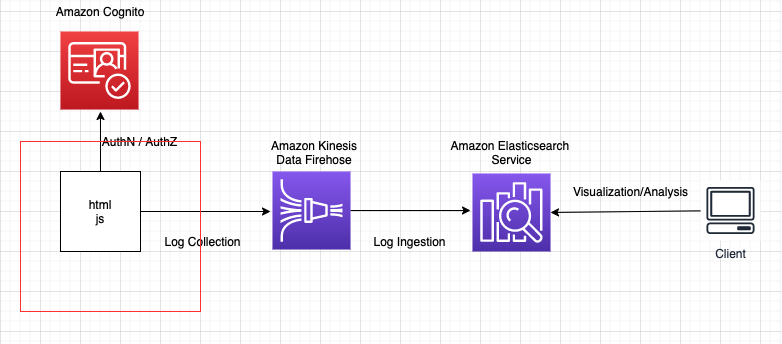 Amazon Cognito
AuthN / AuthZ
html
js
Log Collection
Amazon Kinesis
Data Firehose
Log Ingestion
Amazon Elasticsearch
Service
Visualization/Analysis
Client